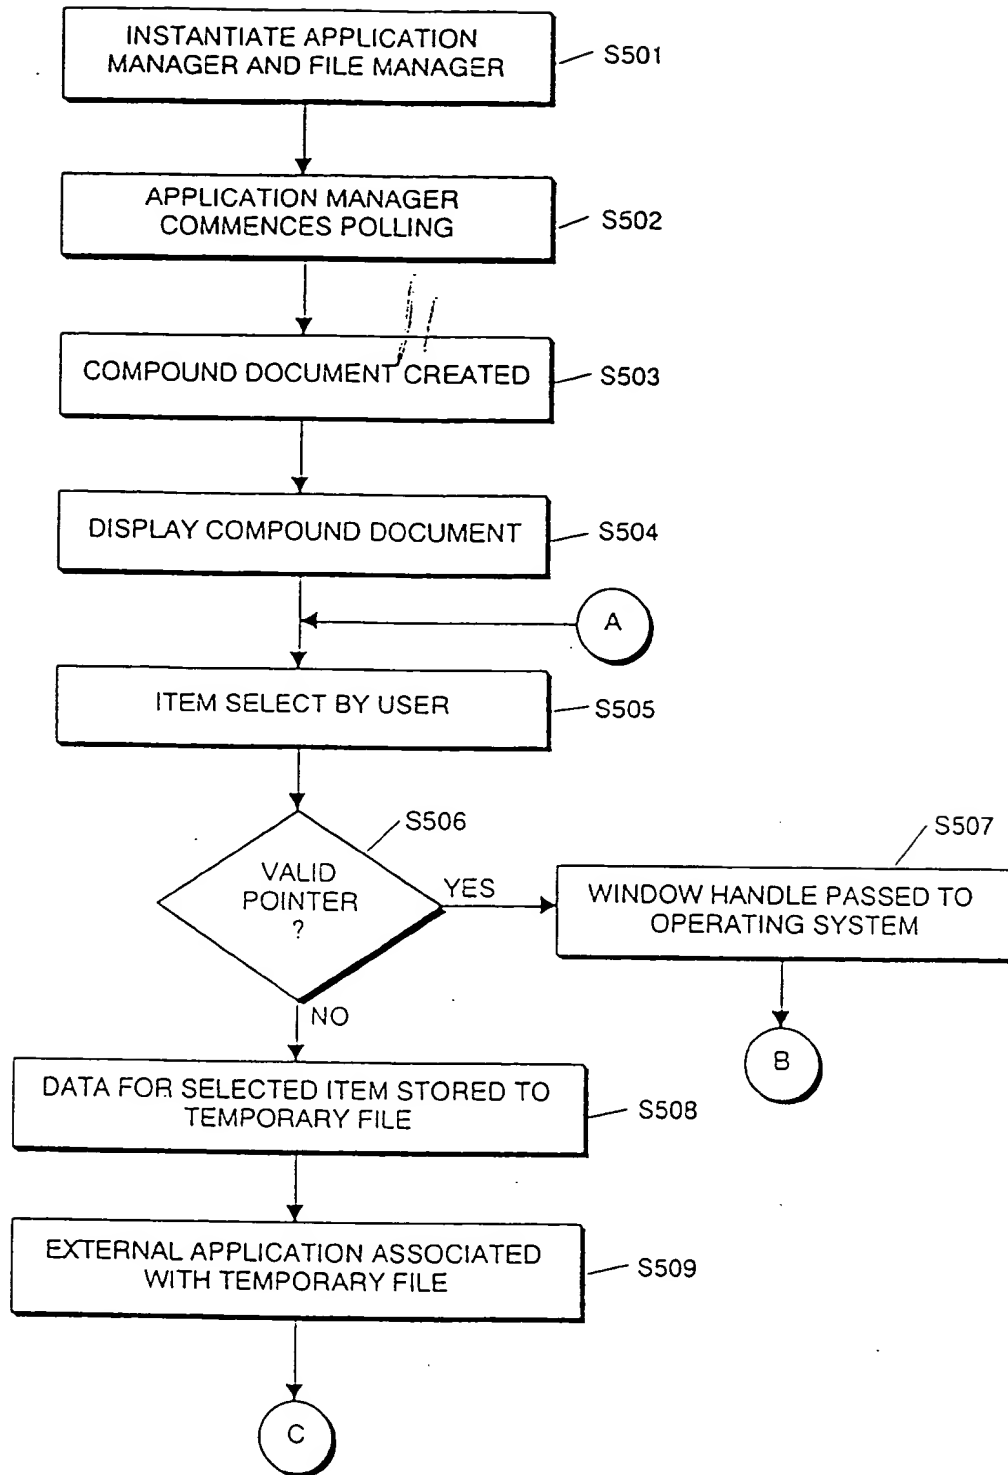 INSTANTIATE APPLICATION
MANAGER AND FILE MANAGER
S501
APPLICATION MANAGER
COMMENCES POLLING
S502
COMPOUND DOCUMENT CREATED
S503
DISPLAY COMPOUND DOCUMENT
S504
A
ITEM SELECT BY USER
S505
S506
VALID
POINTER
?
YES
NO
S507
WINDOW HANDLE PASSED TO
OPERATING SYSTEM
B
DATA FOR SELECTED ITEM STORED TO
TEMPORARY FILE
S508
EXTERNAL APPLICATION ASSOCIATED
WITH TEMPORARY FILE
S509
C